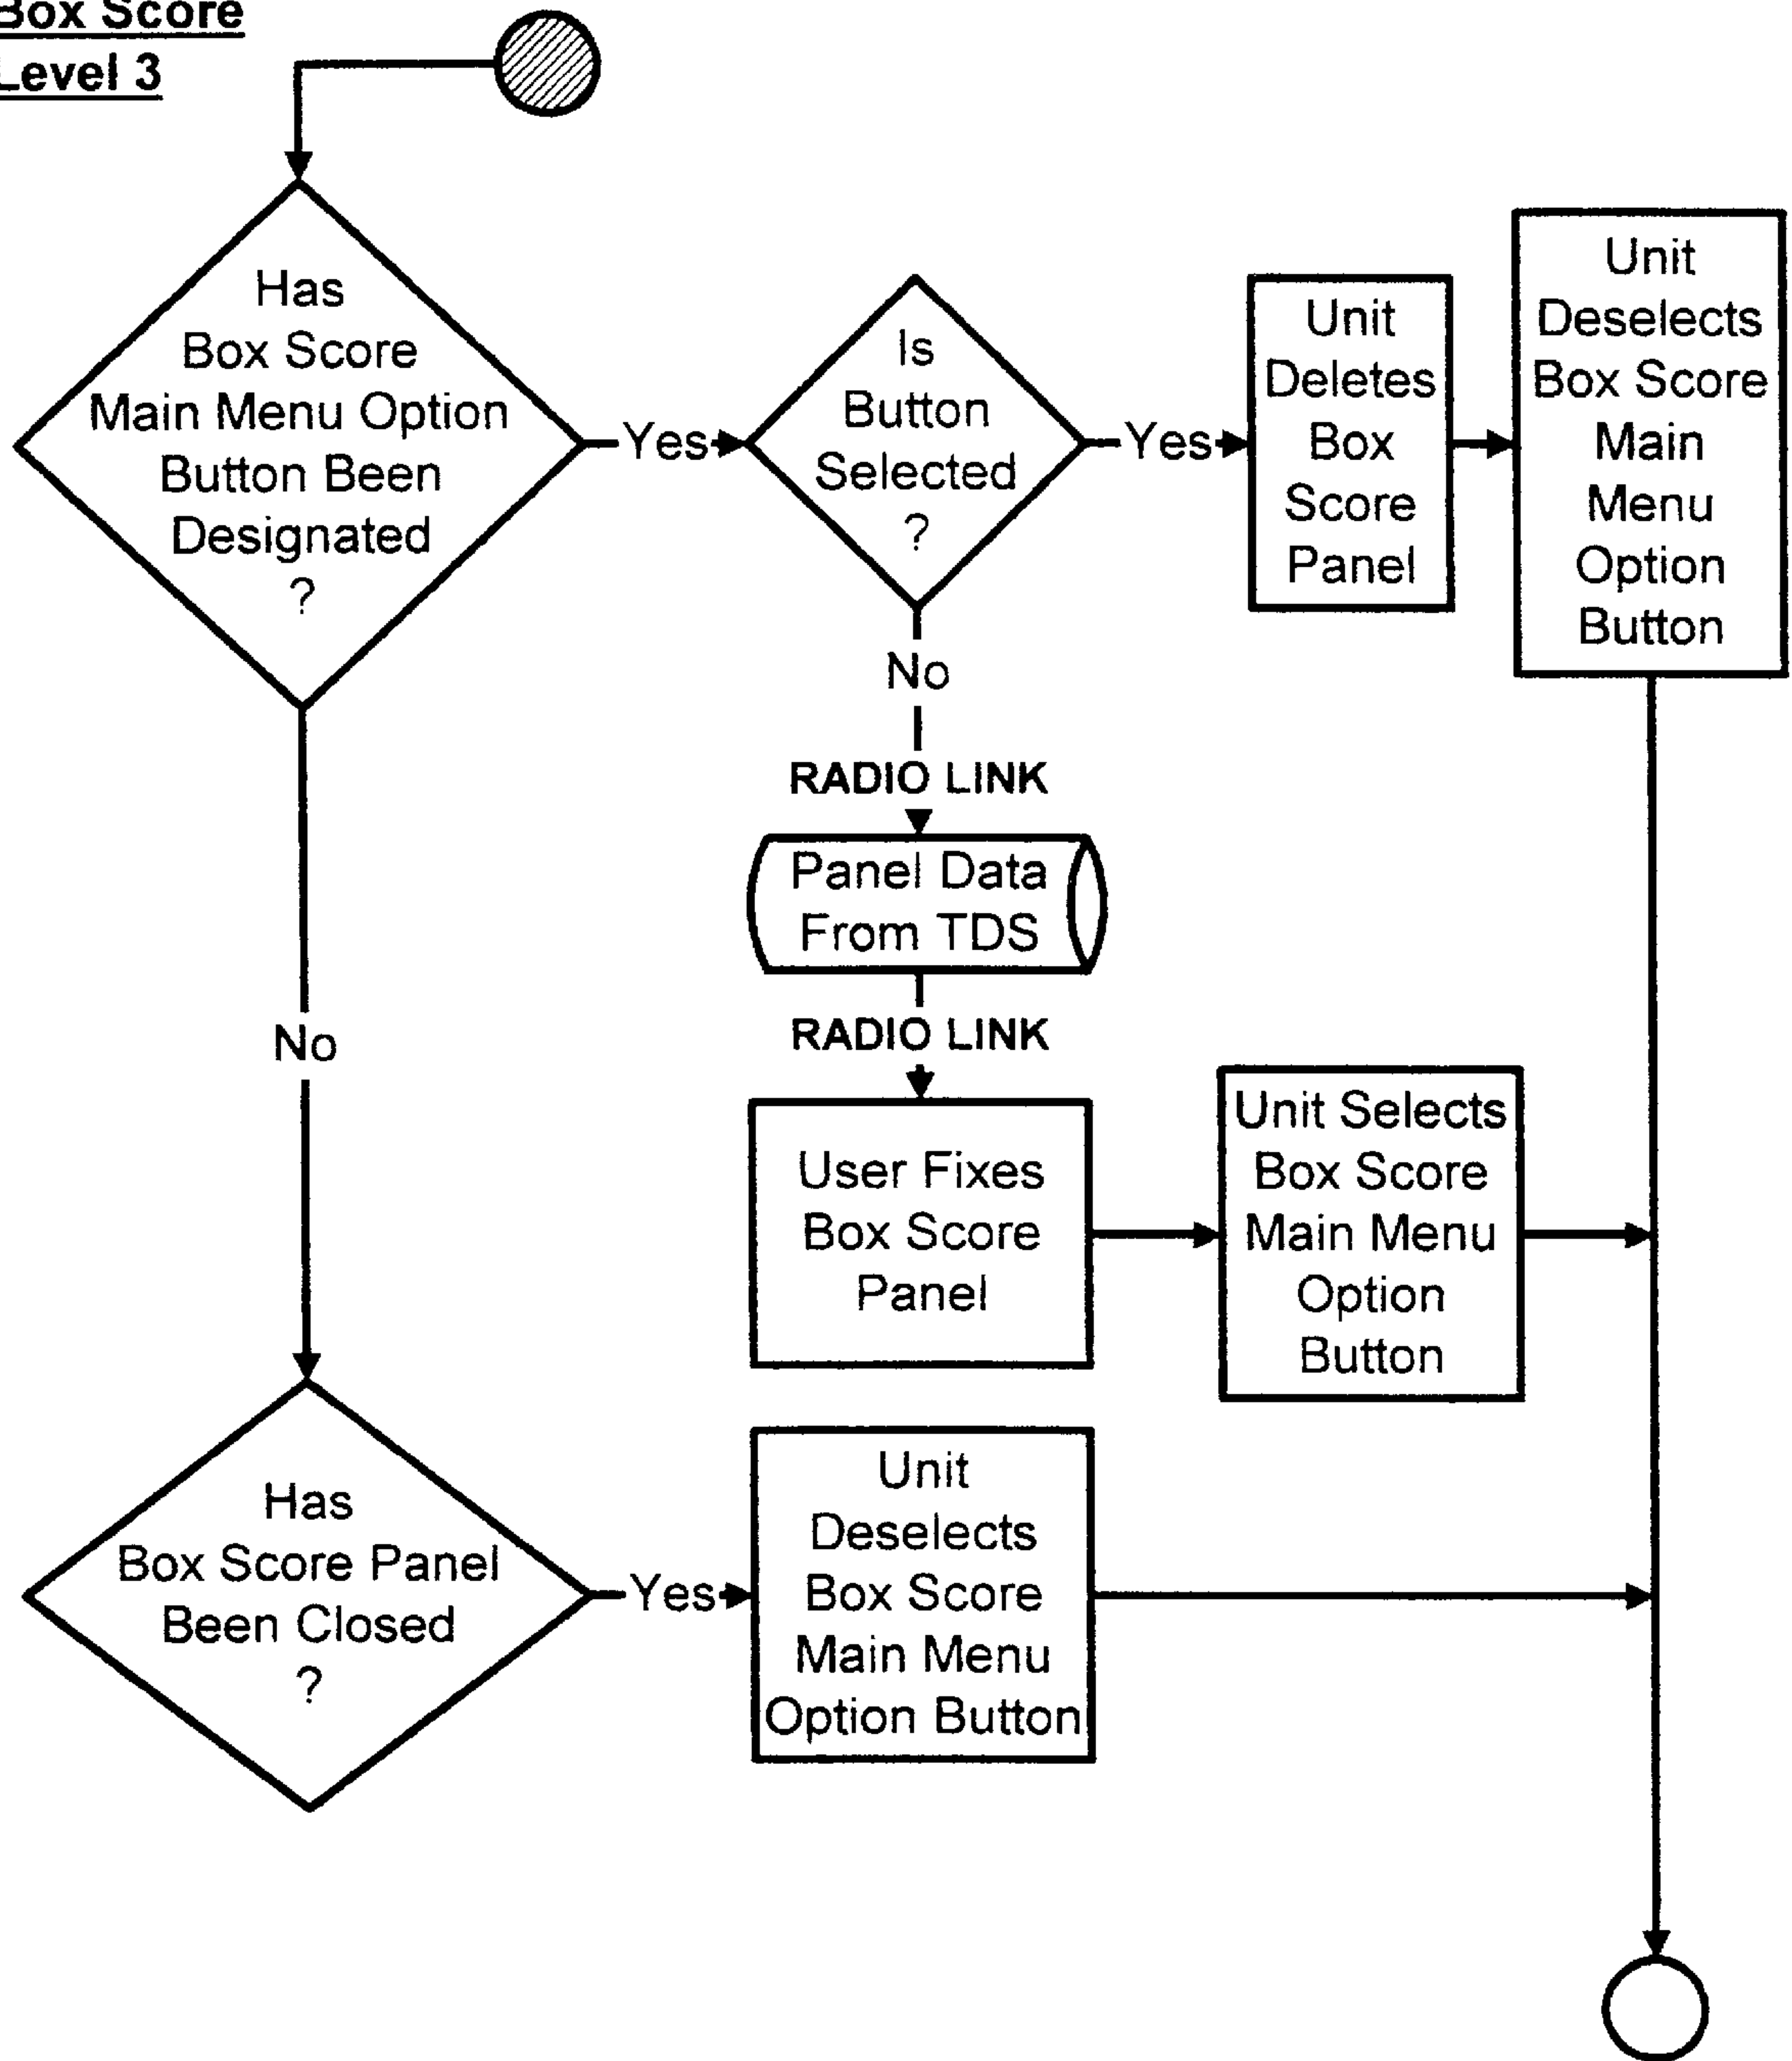 Box Score
Level 3
Has
Box Score
Main Menu Option
Button Been
Designated
?
Yes
Is
Button
Selected
?
Yes
Unit
Deletes
Box
Score
Panel
Unit
Deselects
Box Score
Main
Menu
Option
Button
No
RADIO LINK
Panel Data
From TDS
RADIO LINK
User Fixes
Box Score
Panel
Unit Selects
Box Score
Main Menu
Option
Button
No
Has
Box Score Panel
Been Closed
?
Yes
Unit
Deselects
Box Score
Main Menu
Option Button